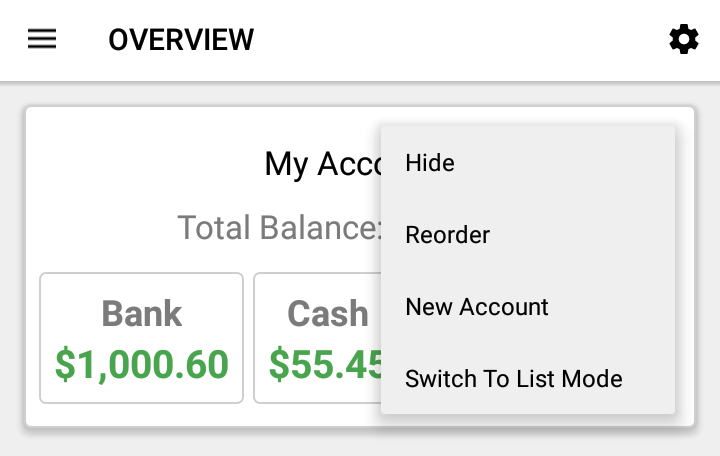 OVERVIEW
My
Total Balance:
Bank
$1,000.60
Cash
$55.45
Hide
Reorder
New Account
Switch To List Mode